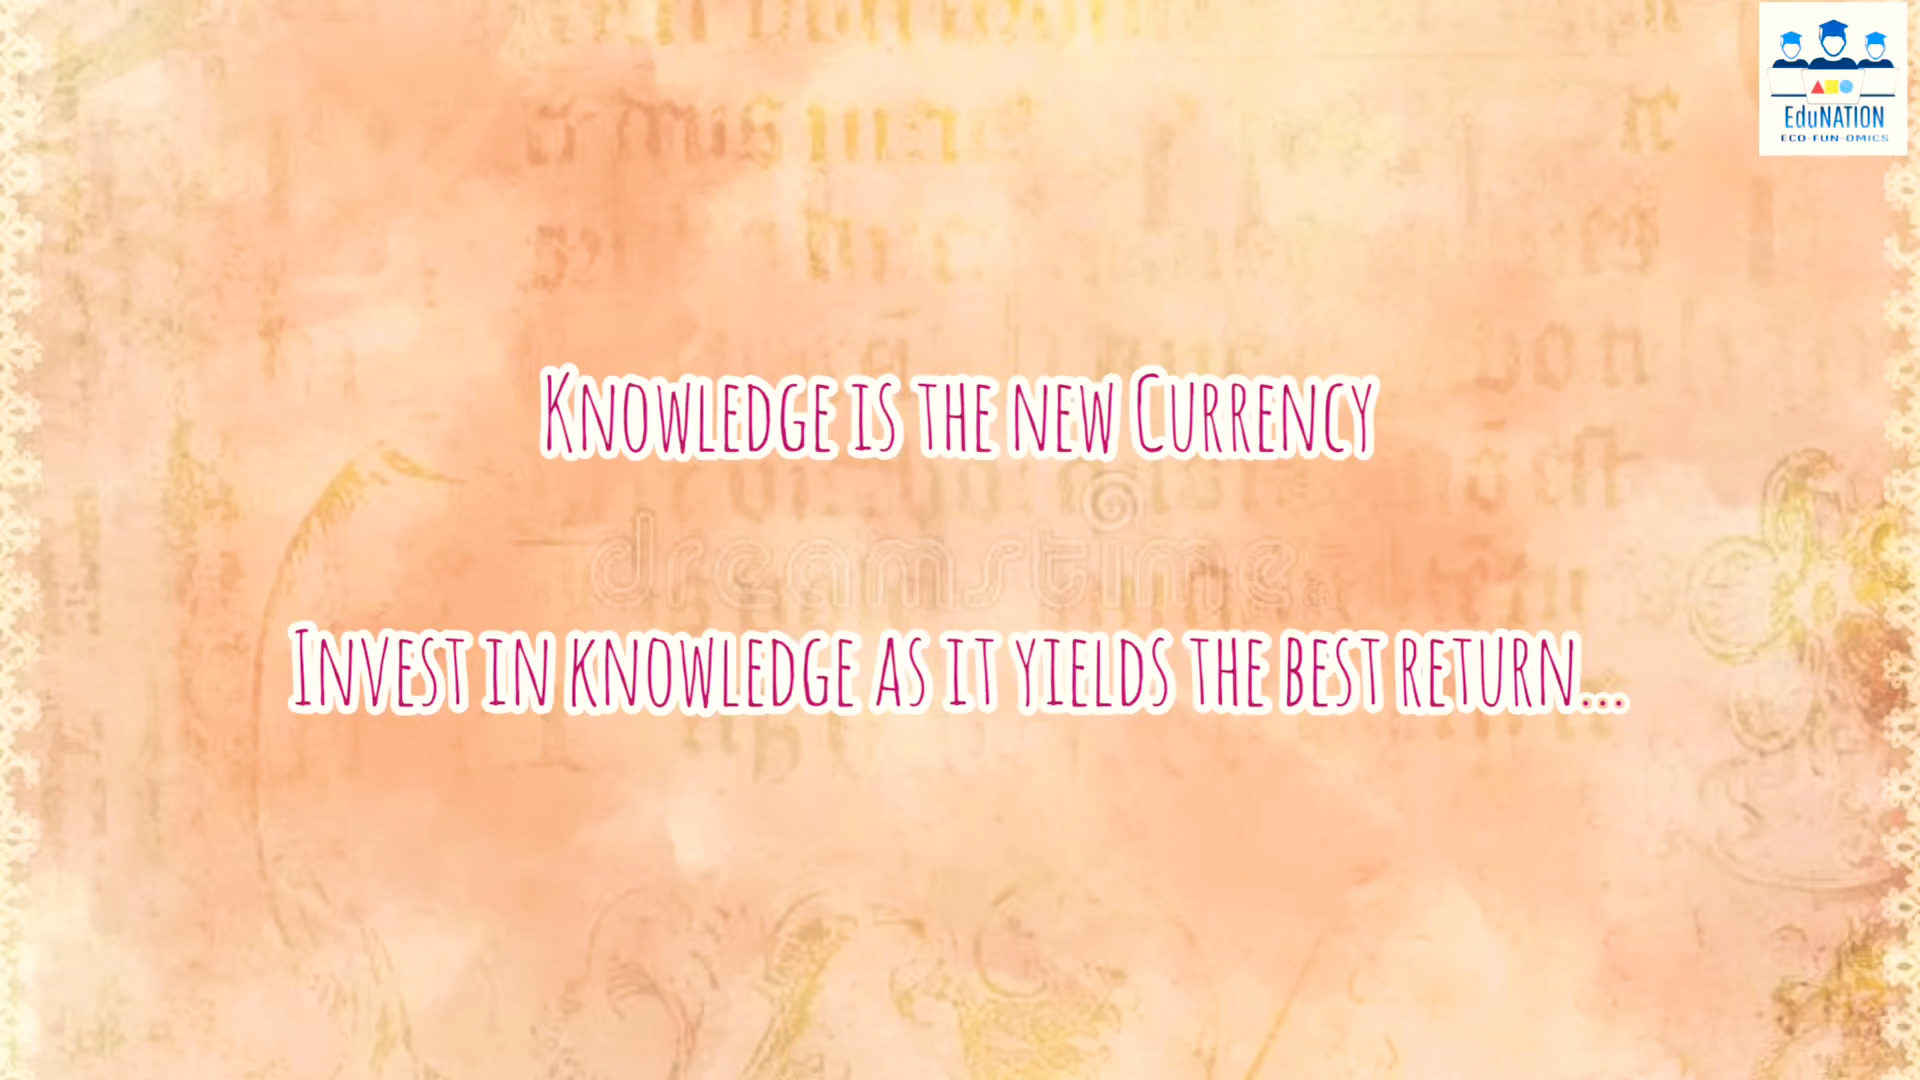 EduNATION
ECO-FUN-OMICS
Knowledge is the new Currency
dreamstime
Invest in knowledge as it yields the best return...